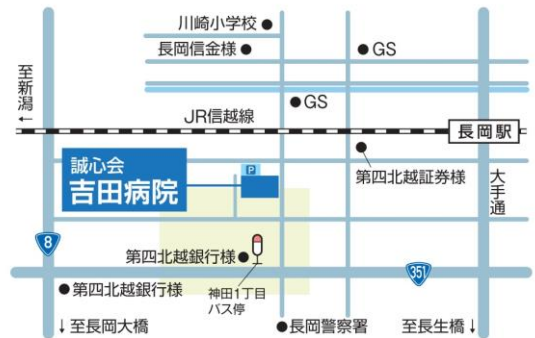 川崎小学校
長岡信金様
GS
至新潟
←
GS
JR信越線
長岡駅
誠心会
吉田病院
P
第四北越証券様
大手通
8
第四北越銀行様
351
神田1丁目
バス停
第四北越銀行様
↓至長岡大橋
長岡警察署
至長生橋↓